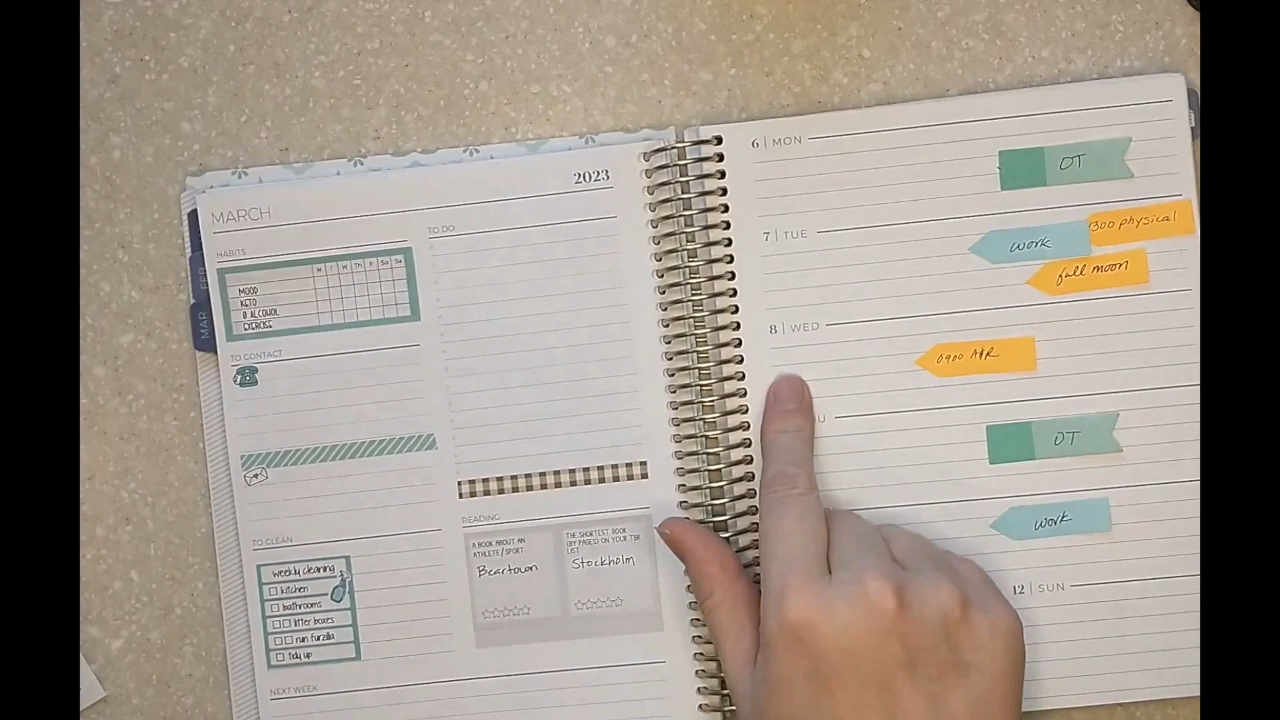 2023
MARCH
HABITS
M T W Th F Sa Su
MOOD
KETO
0 ALCOHOL
EXERCISE
TO CONTACT
TO CLEAN
weekly cleaning
kitchen
bathrooms
litter boxes
run furzilla
tidy up
NEXT WEEK
TO DO
READING
A BOOK ABOUT AN
ATHLETE/SPORT
Beartown
THE SHORTEST BOOK
(BY PAGES) ON YOUR TBR
LIST
Stockholm
FEB
MAR
6 | MON
OT
7 | TUE
1300 physical
work
full moon
8 | WED
0900 A&R
U
OT
work
12 | SUN